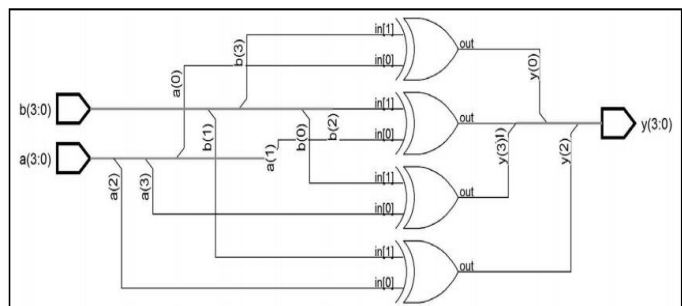 in[1]
out
in[0]
b(3)
a(0)
y(0)
b(3:0)
in[1]
out
in[0]
y(3:0)
b(1)
b(0)
b(2)
a(3:0)
a(1)
y(3)
y(2)
in[1]
out
in[0]
a(2)
a(3)
in[1]
out
in[0]